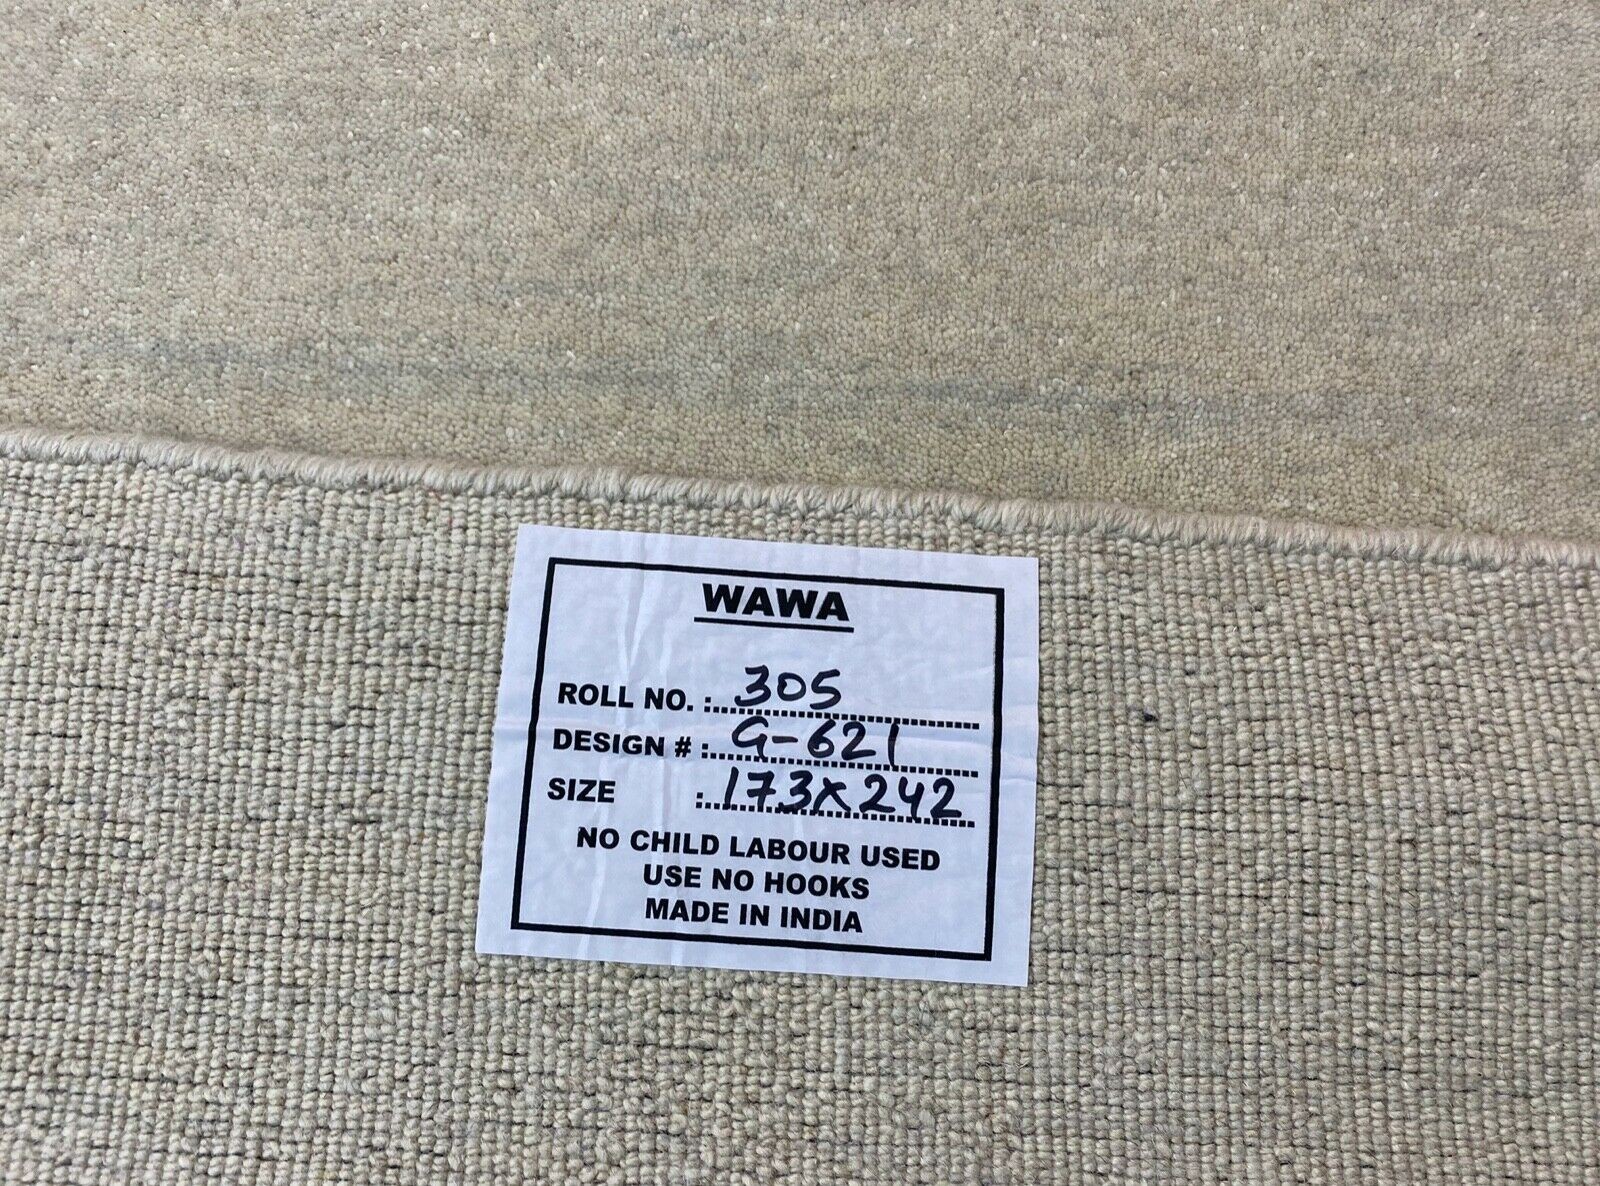 WAWA
ROLL NO. : 305
DESIGN # : G-621
SIZE : 173X242
NO CHILD LABOUR USED
USE NO HOOKS
MADE IN INDIA